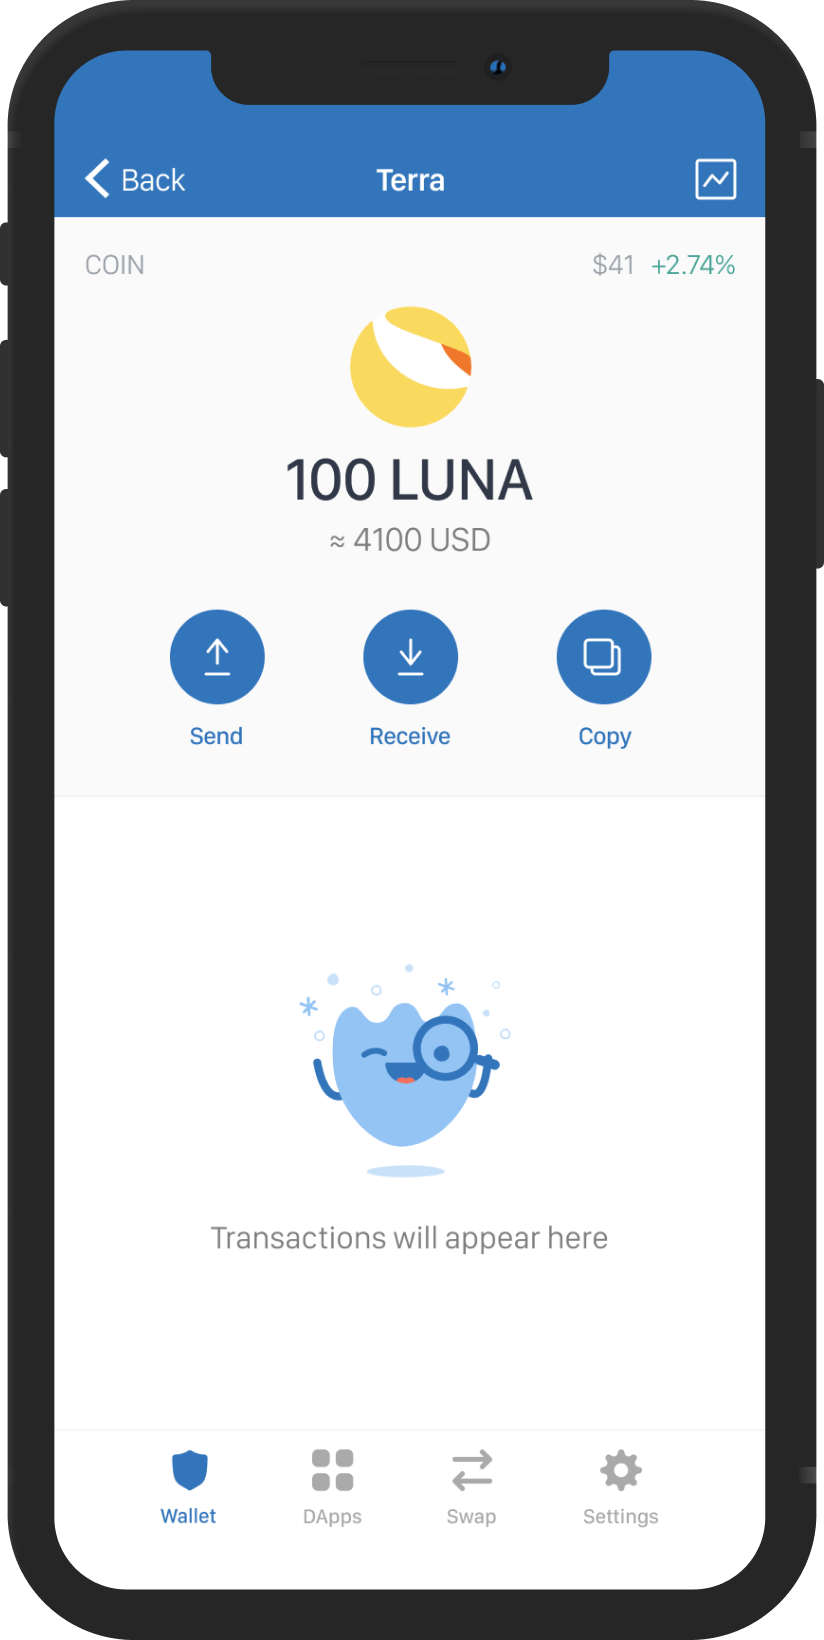 Back
Terra
COIN
$41 +2.74%
100 LUNA
≈ 4100 USD
Send
Receive
Copy
Transactions will appear here
Wallet
DApps
Swap
Settings